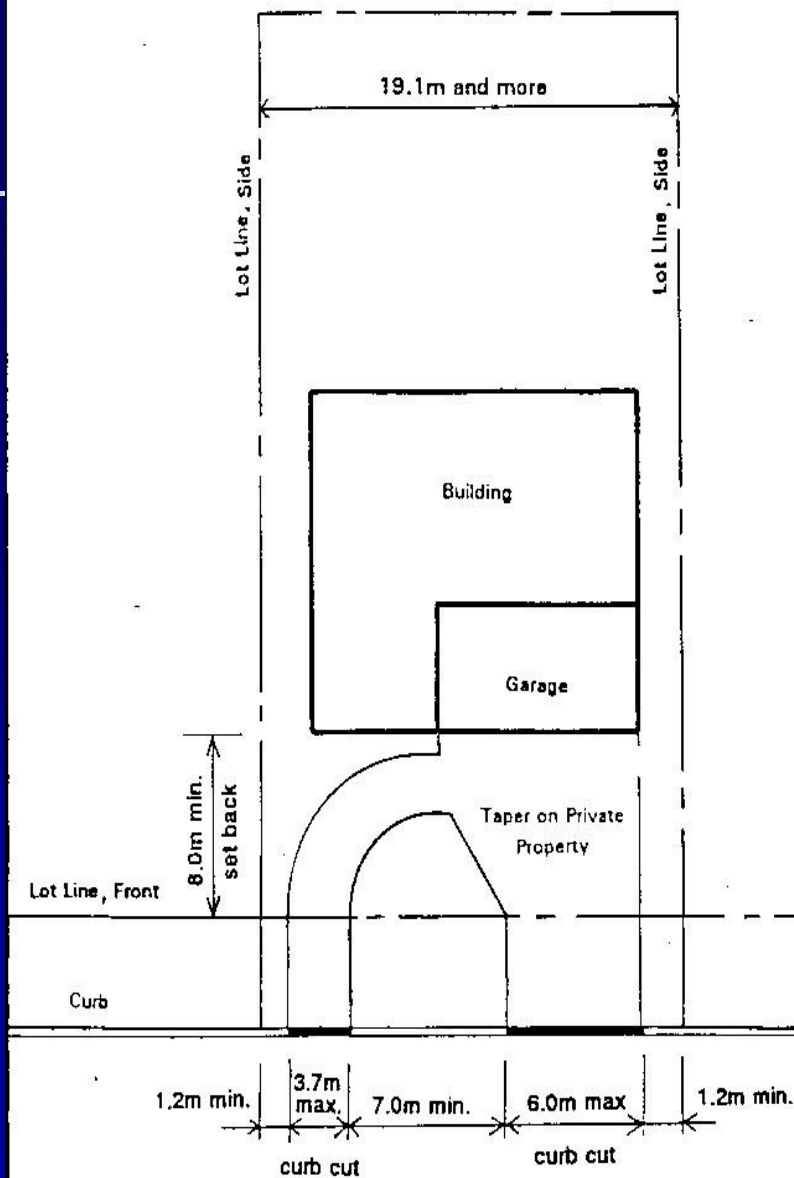 19.1m and more
Lot Line, Side
Lot Line, Side
Building
Garage
8.0m min.
set back
Taper on Private
Property
Lot Line, Front
Curb
1.2m min.
3.7m
max.
7.0m min.
6.0m max
1.2m min.
curb cut
curb cut